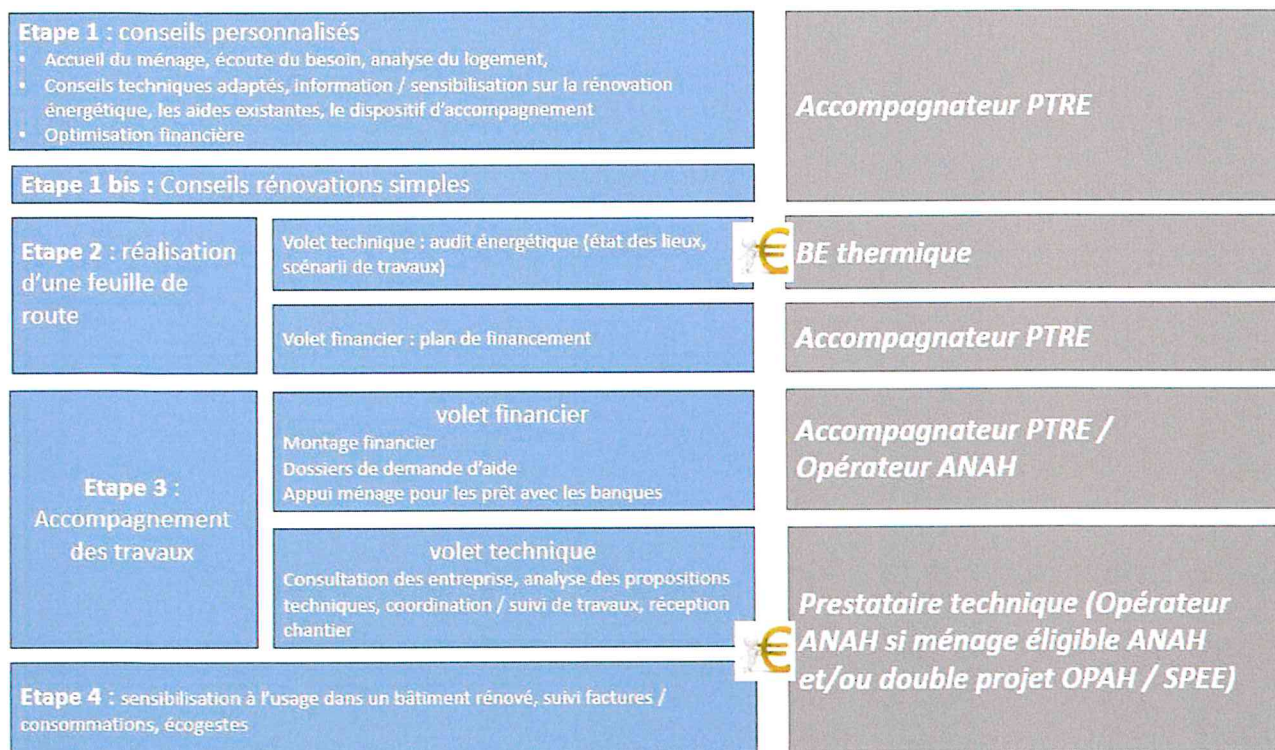 Etape 1 : conseils personnalisés
• Accueil du ménage, écoute du besoin, analyse du logement,
• Conseils techniques adaptés, information / sensibilisation sur la rénovation
énergétique, les aides existantes, le dispositif d'accompagnement
• Optimisation financière
Accompagnateur PTRE
Etape 1 bis : Conseils rénovations simples
Etape 2 : réalisation
d'une feuille de
route
Volet technique : audit énergétique (état des lieux,
scénarii de travaux)
€
BE thermique
Volet financier : plan de financement
Accompagnateur PTRE
Etape 3 :
Accompagnement
des travaux
volet financier
Montage financier
Dossiers de demande d'aide
Appui ménage pour les prêt avec les banques
Accompagnateur PTRE /
Opérateur ANAH
volet technique
Consultation des entreprise, analyse des propositions
techniques, coordination / suivi de travaux, réception
chantier
€
Prestataire technique (Opérateur
ANAH si ménage éligible ANAH
et/ou double projet OPAH / SPEE)
Etape 4 : sensibilisation à l'usage dans un bâtiment rénové, suivi factures /
consommations, écogestes